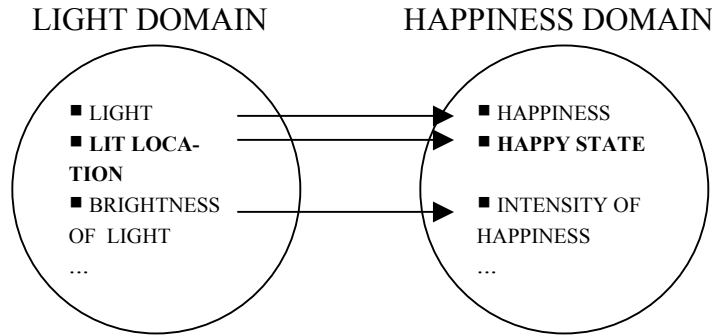 LIGHT DOMAIN
HAPPINESS DOMAIN
■ LIGHT
■ LIT LOCA-
TION
■ BRIGHTNESS
OF LIGHT
...
■ HAPPINESS
■ HAPPY STATE
■ INTENSITY OF
HAPPINESS
...